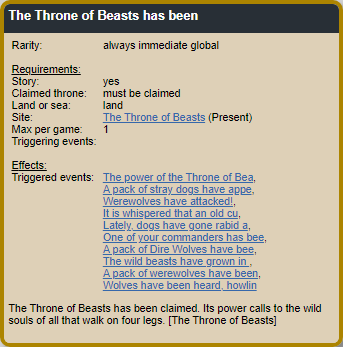 The Throne of Beasts has been
Rarity: always immediate global
Requirements:
Story: yes
Claimed throne: must be claimed
Land or sea: land
Site: The Throne of Beasts (Present)
Max per game: 1
Triggering events:
Effects:
Triggered events: The power of the Throne of Bea,
A pack of stray dogs have appe,
Werewolves have attacked!,
It is whispered that an old cu,
Lately, dogs have gone rabid a,
One of your commanders has bee,
A pack of Dire Wolves have bee,
The wild beasts have grown in ,
A pack of werewolves have been,
Wolves have been heard, howlin
The Throne of Beasts has been claimed. Its power calls to the wild
souls of all that walk on four legs. [The Throne of Beasts]